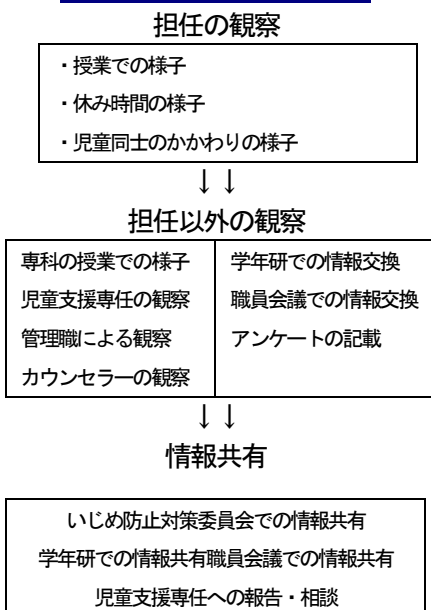 担任の観察
・授業での様子
・休み時間の様子
・児童同士のかかわりの様子
↓↓
担任以外の観察
専科の授業での様子
児童支援専任の観察
管理職による観察
カウンセラーの観察
学年研での情報交換
職員会議での情報交換
アンケートの記載
↓↓
情報共有
いじめ防止対策委員会での情報共有
学年研での情報共有職員会議での情報共有
児童支援専任への報告・相談